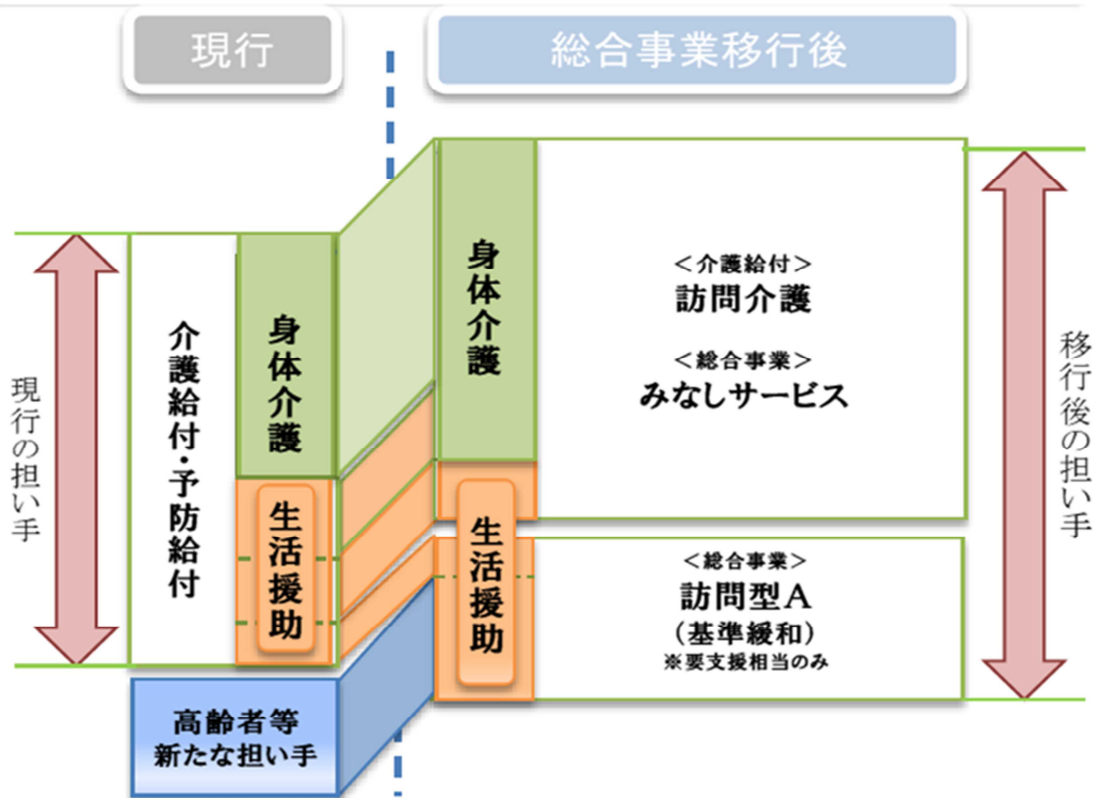 現行
総合事業移行後
現行の担い手
介護給付・予防給付
身体介護
生活援助
高齢者等
新たな担い手
身体介護
生活援助
＜介護給付＞
訪問介護
＜総合事業＞
みなしサービス
＜総合事業＞
訪問型Ａ
（基準緩和）
※要支援相当のみ
移行後の担い手